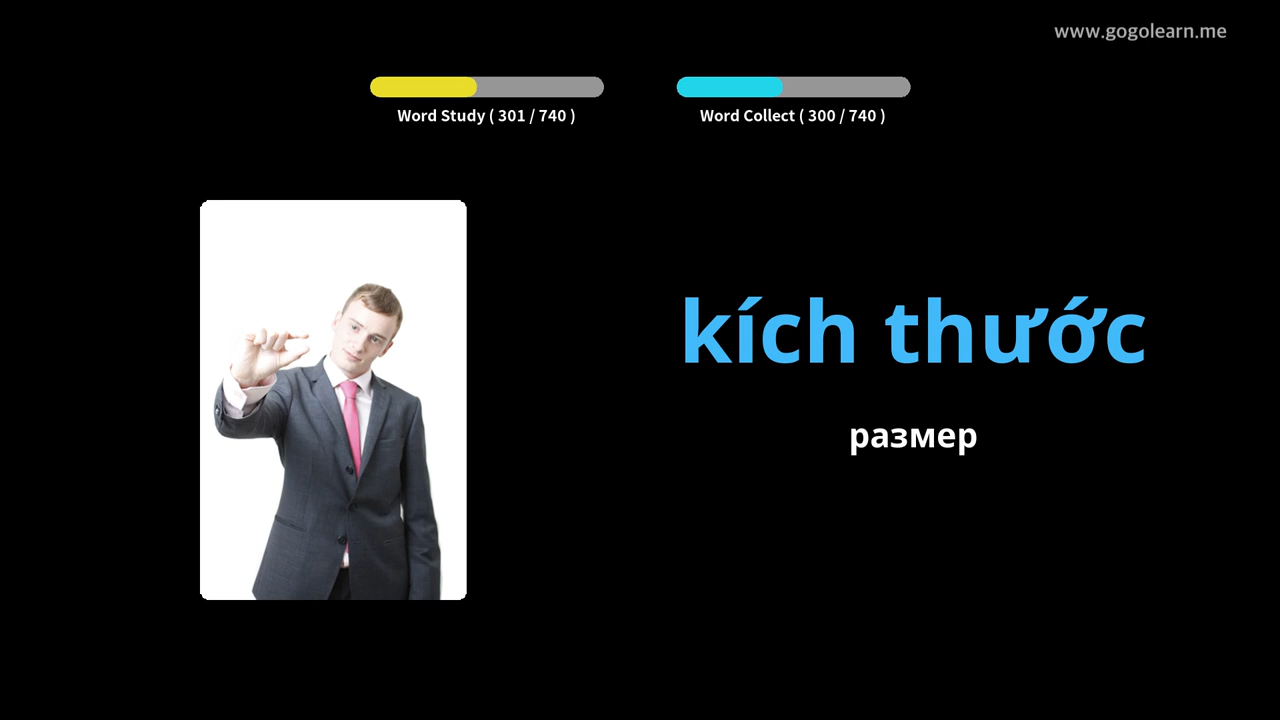 www.gogolearn.me
Word Study ( 301 / 740 )
Word Collect ( 300 / 740 )
kích thước
размер